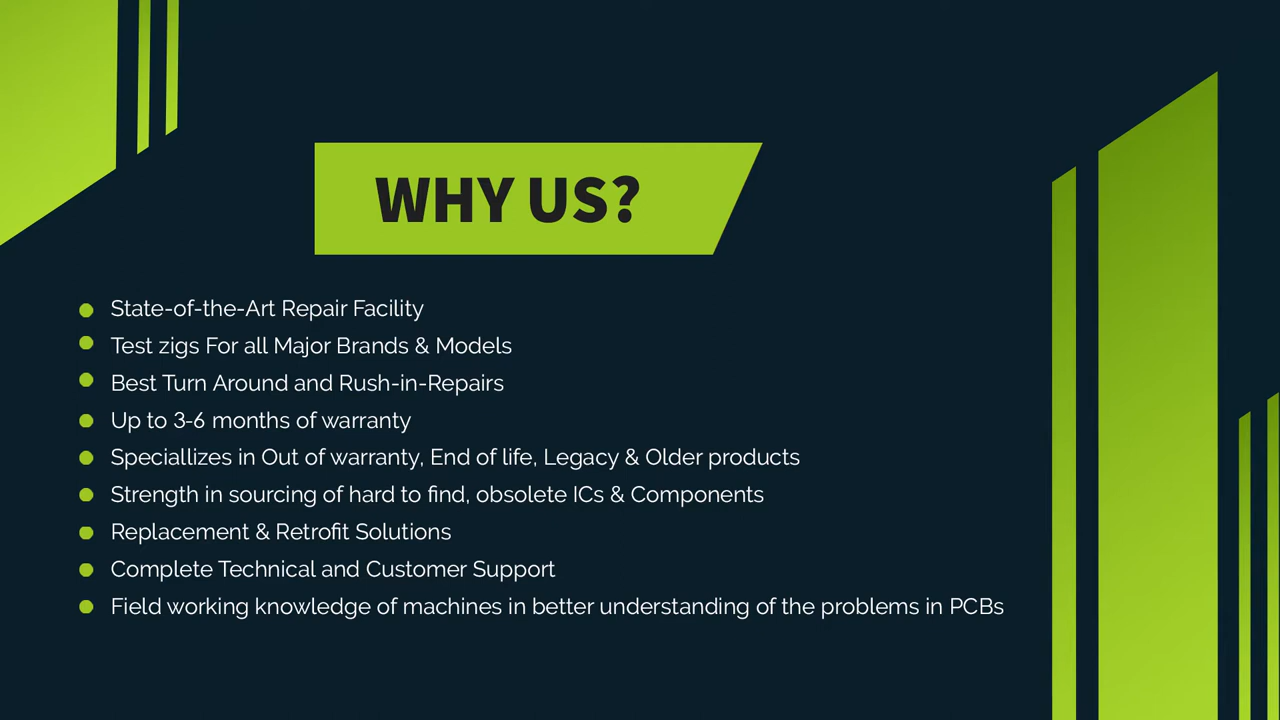 WHY US?
State-of-the-Art Repair Facility
Test zigs For all Major Brands & Models
Best Turn Around and Rush-in-Repairs
Up to 3-6 months of warranty
Speciallizes in Out of warranty, End of life, Legacy & Older products
Strength in sourcing of hard to find, obsolete ICs & Components
Replacement & Retrofit Solutions
Complete Technical and Customer Support
Field working knowledge of machines in better understanding of the problems in PCBs